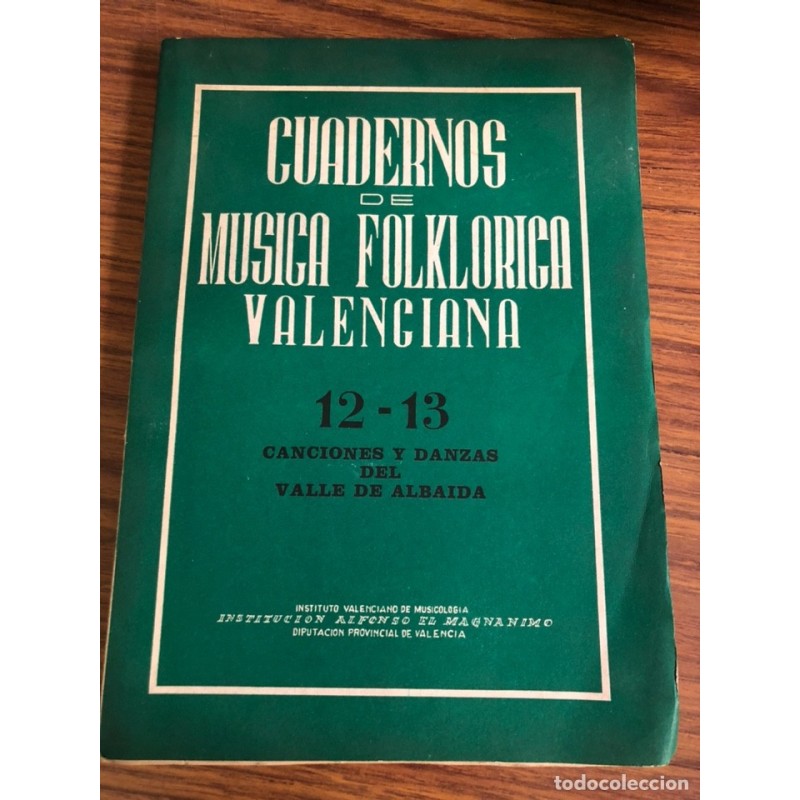 CUADERNOS
DE
MUSICA FOLKLORICA
VALENCIANA
12 - 13
CANCIONES Y DANZAS
DEL
VALLE DE ALBAIDA
INSTITUTO VALENCIANO DE MUSICOLOGIA
INSTITUCION ALFONSO EL MAGNANIMO
DIPUTACION PROVINCIAL DE VALENCIA
todocoleccion